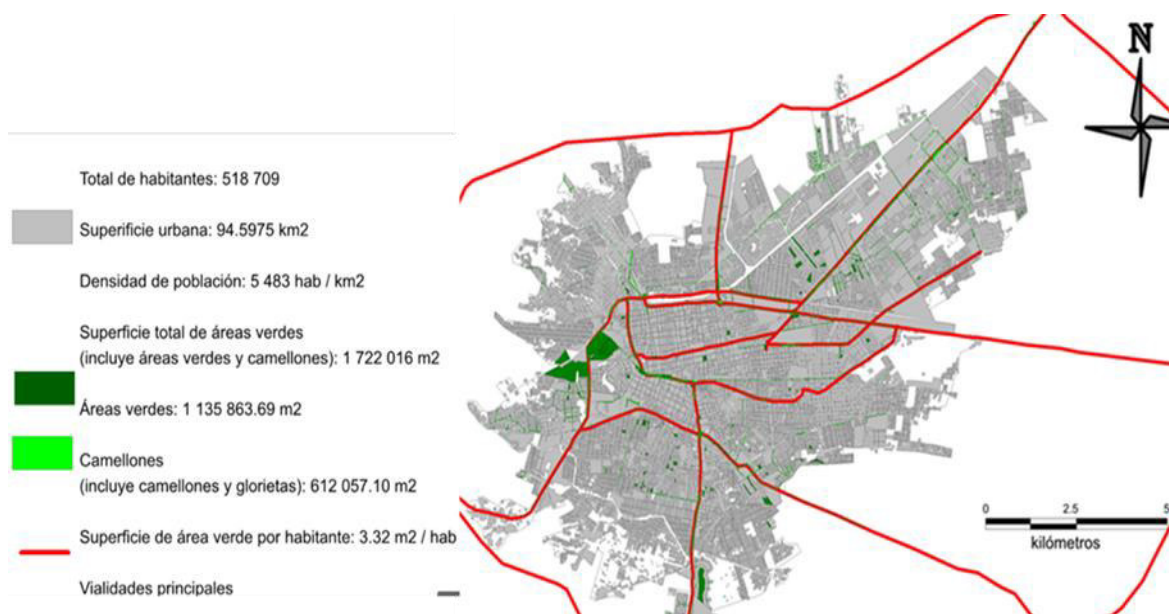 Total de habitantes: 518 709
Superificie urbana: 94.5975 km2
Densidad de población: 5 483 hab / km2
Superficie total de áreas verdes
(incluye áreas verdes y camellones): 1 722 016 m2
Áreas verdes: 1 135 863.69 m2
Camellones
(incluye camellones y glorietas): 612 057.10 m2
Superficie de área verde por habitante: 3.32 m2 / hab
Vialidades principales
N
0 2.5 5
kilómetros